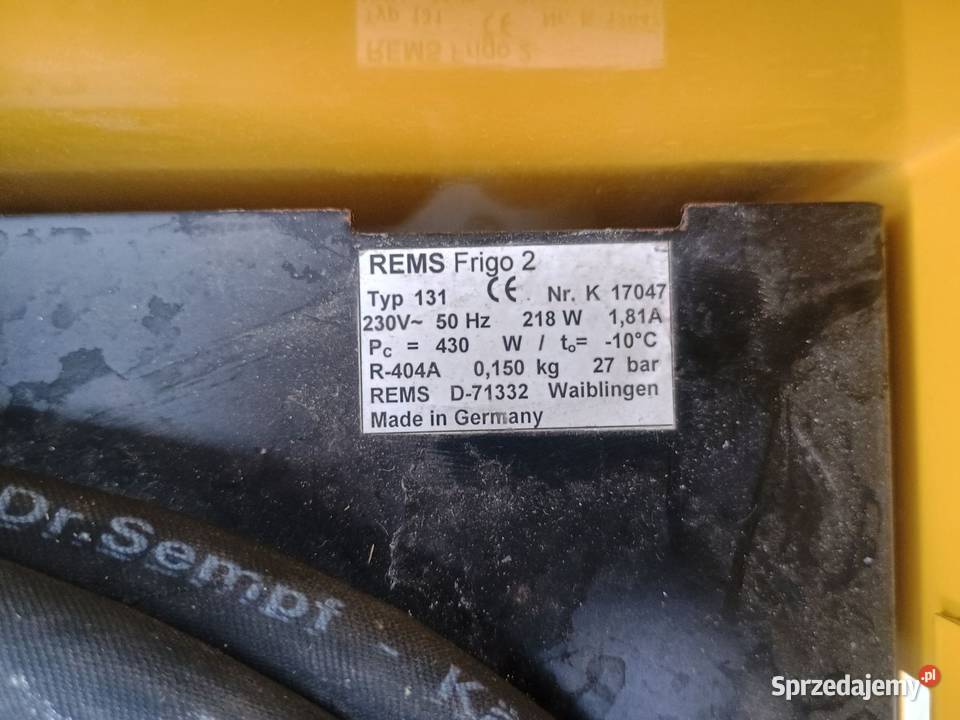 REMS Frigo 2
Typ 131 CE Nr. K 17047
230V~ 50 Hz 218 W 1,81A
Pc = 430 W / to= -10°C
R-404A 0,150 kg 27 bar
REMS D-71332 Waiblingen
Made in Germany
Dr.Sempf - K
Sprzedajemy.pl